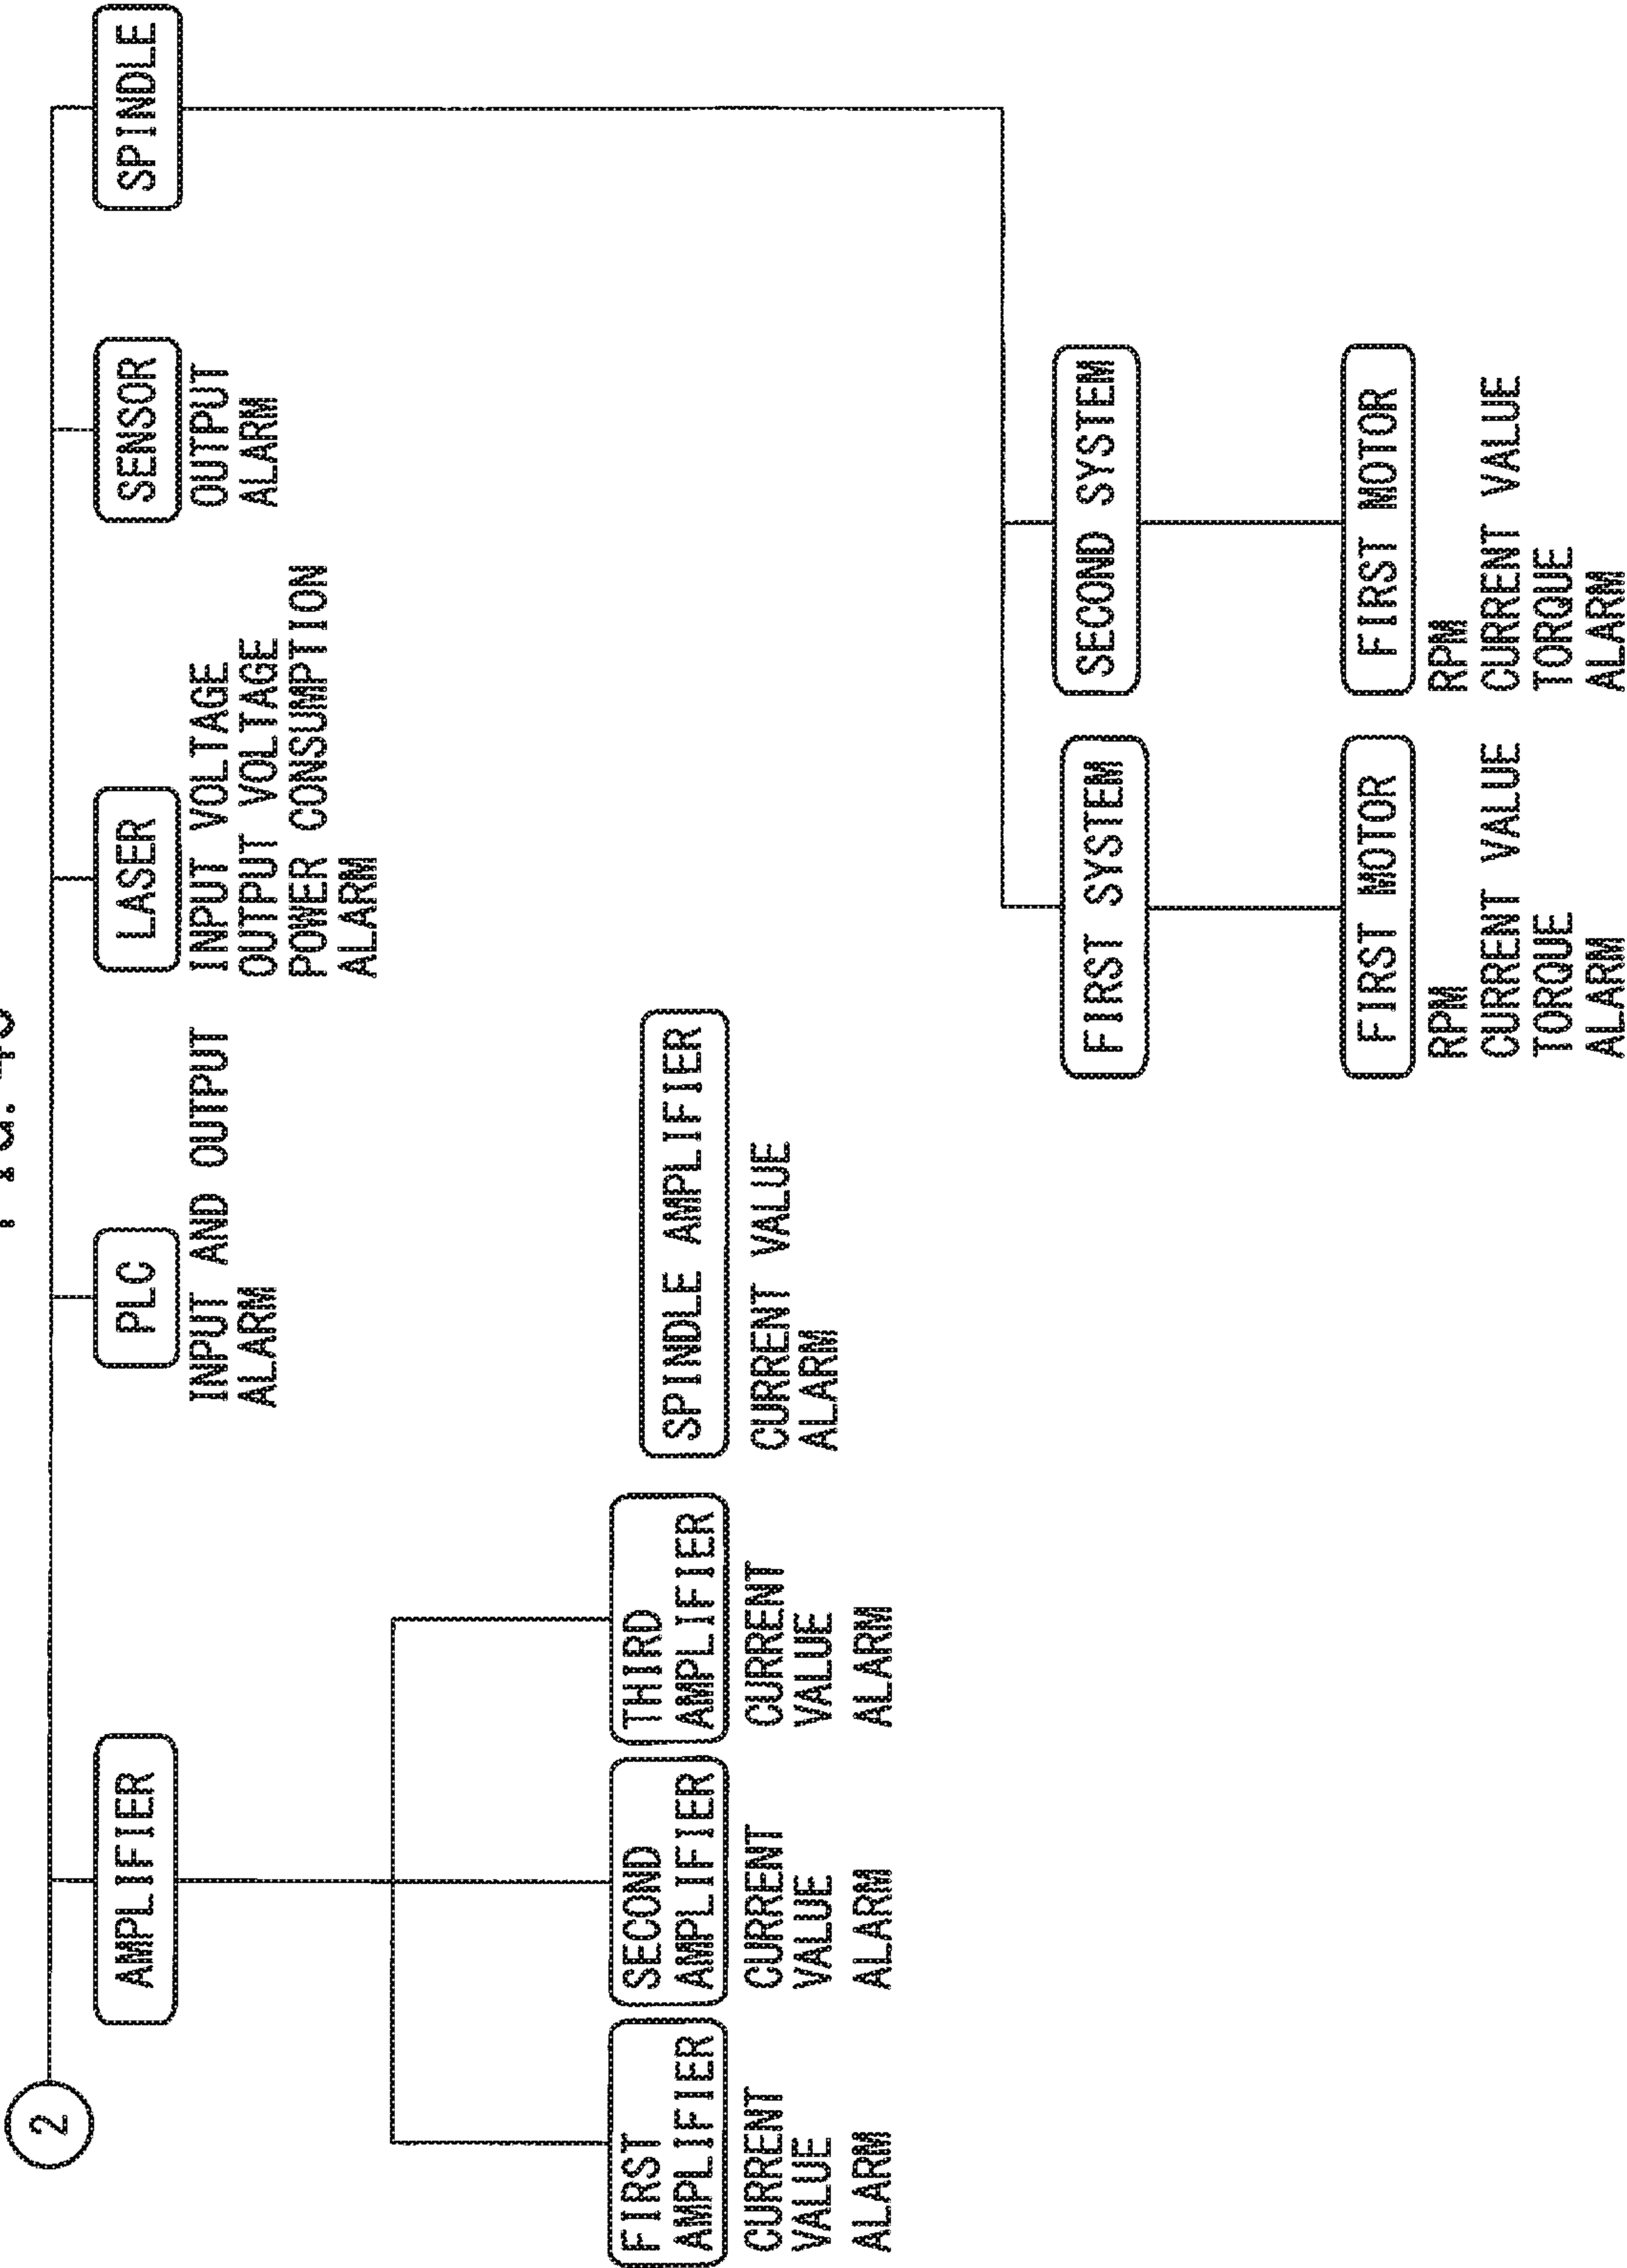 2
AMPLIFIER
PLC
INPUT AND OUTPUT
ALARM
LASER
INPUT VOLTAGE
OUTPUT VOLTAGE
POWER CONSUMPTION
ALARM
SENSOR
OUTPUT
ALARM
SPINDLE
FIRST
AMPLIFIER
CURRENT
VALUE
ALARM
SECOND
AMPLIFIER
CURRENT
VALUE
ALARM
THIRD
AMPLIFIER
CURRENT
VALUE
ALARM
SPINDLE AMPLIFIER
CURRENT VALUE
ALARM
FIRST SYSTEM
SECOND SYSTEM
FIRST MOTOR
RPM
CURRENT VALUE
TORQUE
ALARM
FIRST MOTOR
RPM
CURRENT VALUE
TORQUE
ALARM